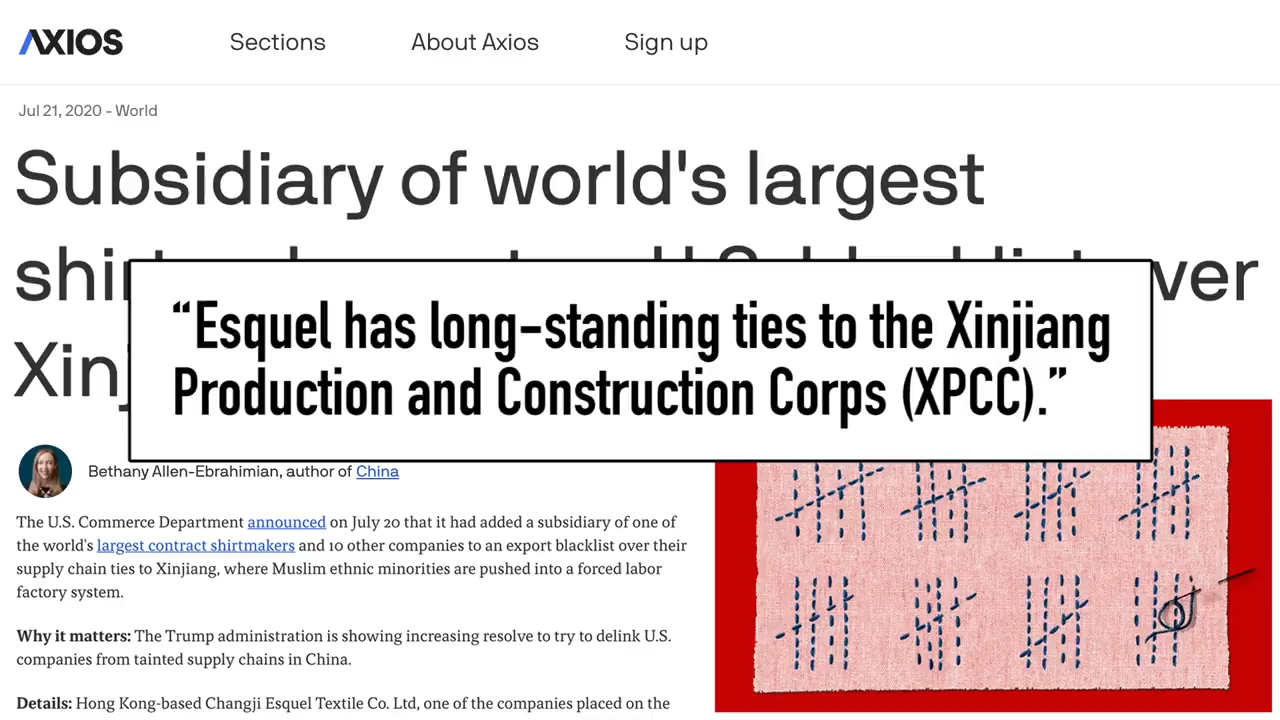 AXIOS Sections About Axios Sign up
Jul 21, 2020 - World
Subsidiary of world's largest
“Esquel has long-standing ties to the Xinjiang
Production and Construction Corps (XPCC).”
Bethany Allen-Ebrahimian, author of China
The U.S. Commerce Department announced on July 20 that it had added a subsidiary of one of
the world's largest contract shirtmakers and 10 other companies to an export blacklist over their
supply chain ties to Xinjiang, where Muslim ethnic minorities are pushed into a forced labor
factory system.
Why it matters: The Trump administration is showing increasing resolve to try to delink U.S.
companies from tainted supply chains in China.
Details: Hong Kong-based Changji Esquel Textile Co. Ltd, one of the companies placed on the